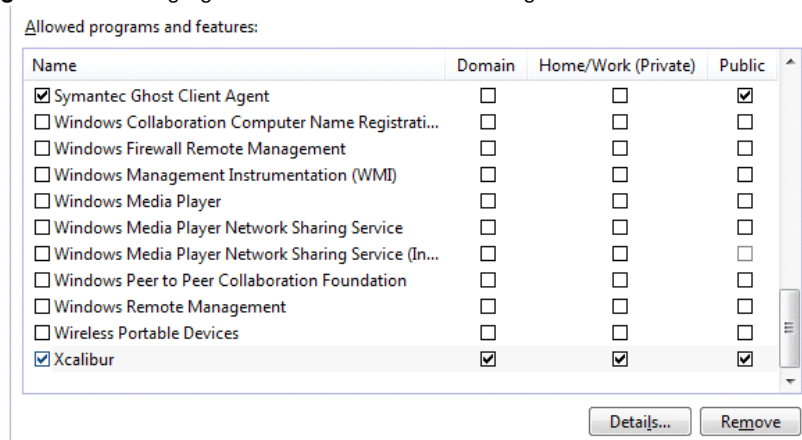 Allowed programs and features:
Name Domain Home/Work (Private) Public
Symantec Ghost Client Agent
Windows Collaboration Computer Name Registrati...
Windows Firewall Remote Management
Windows Management Instrumentation (WMI)
Windows Media Player
Windows Media Player Network Sharing Service
Windows Media Player Network Sharing Service (In...
Windows Peer to Peer Collaboration Foundation
Windows Remote Management
Wireless Portable Devices
Xcalibur
Details... Remove